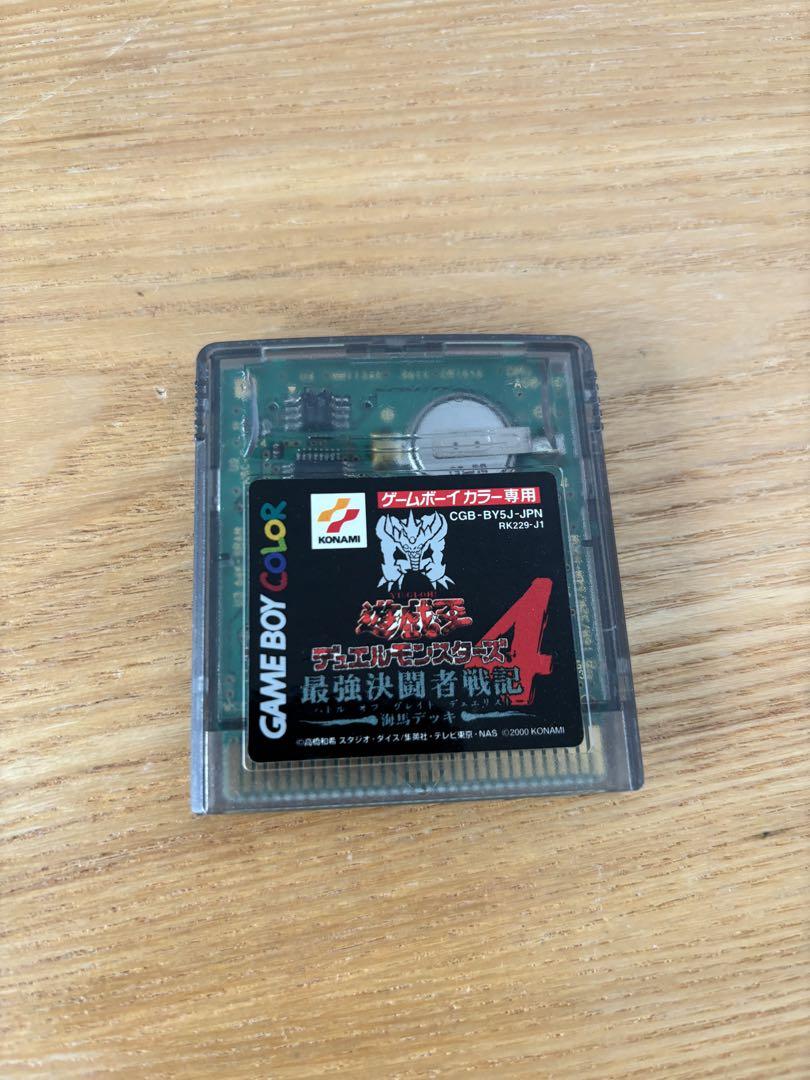 GAME BOY COLOR
KONAMI
ゲームボーイカラー専用
CGB-BY5J-JPN
RK229-J1
YU-GI-OH!
遊戯王
デュエルモンスターズ4
最強決闘者戦記
バトル オブ グレイト デュエリスト
海馬デッキ
©高橋和希 スタジオ・ダイス/集英社・テレビ東京・NAS ©2000 KONAMI